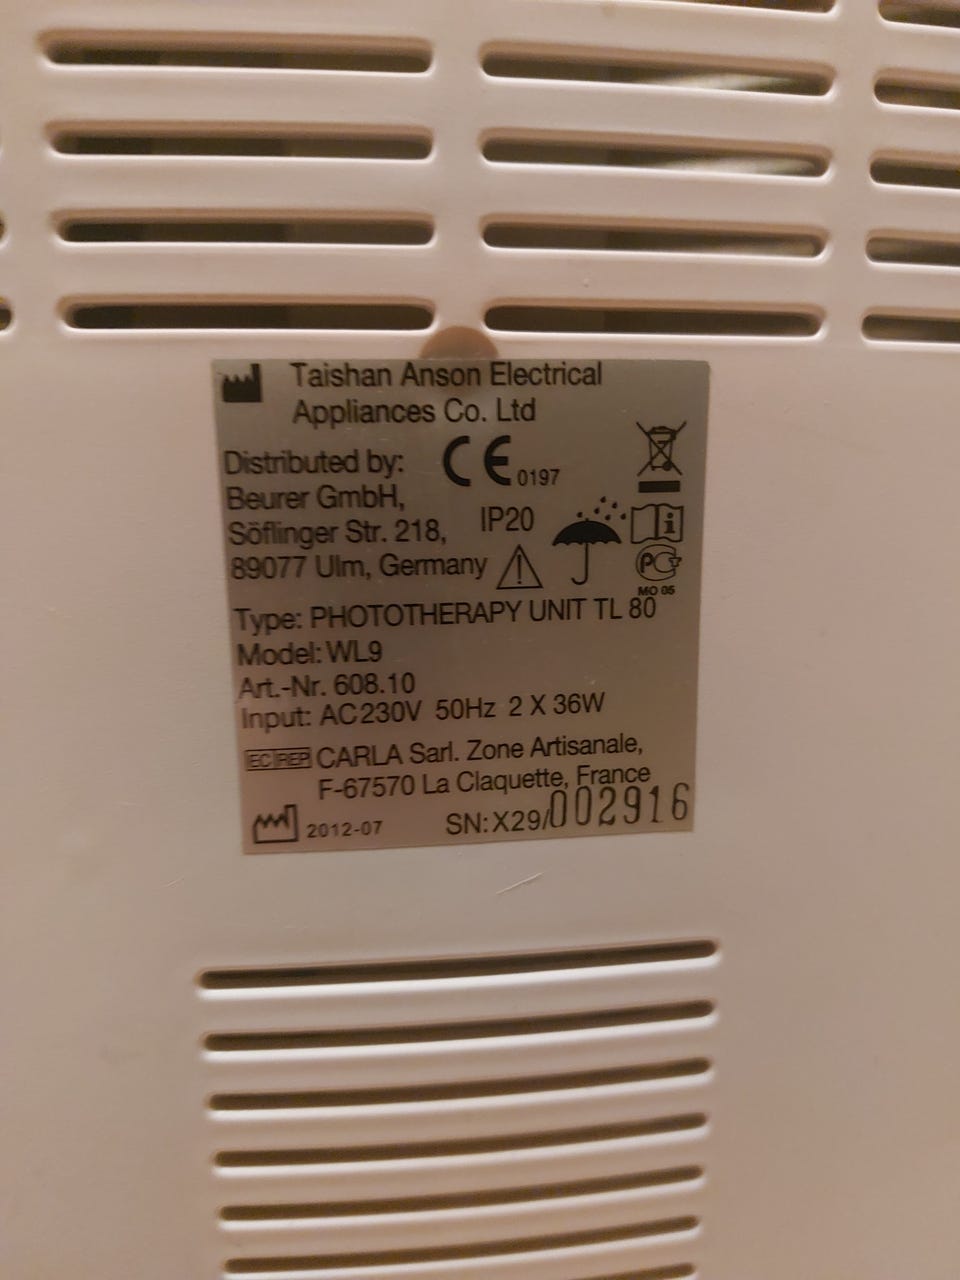 Taishan Anson Electrical
Appliances Co. Ltd
Distributed by:
CE 0197
Beurer GmbH,
Söflinger Str. 218,
IP20
89077 Ulm, Germany
PG
MO 05
Type: PHOTOTHERAPY UNIT TL 80
Model: WL9
Art.-Nr. 608.10
Input: AC230V 50Hz 2 X 36W
EC REP CARLA Sarl. Zone Artisanale,
F-67570 La Claquette, France
2012-07 SN: X29/002916